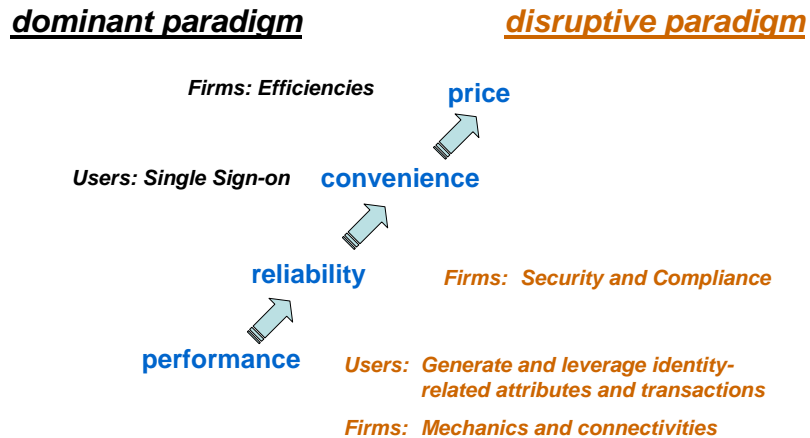 dominant paradigm
disruptive paradigm
Firms: Efficiencies
price
Users: Single Sign-on
convenience
reliability
Firms: Security and Compliance
performance
Users: Generate and leverage identity-
related attributes and transactions
Firms: Mechanics and connectivities